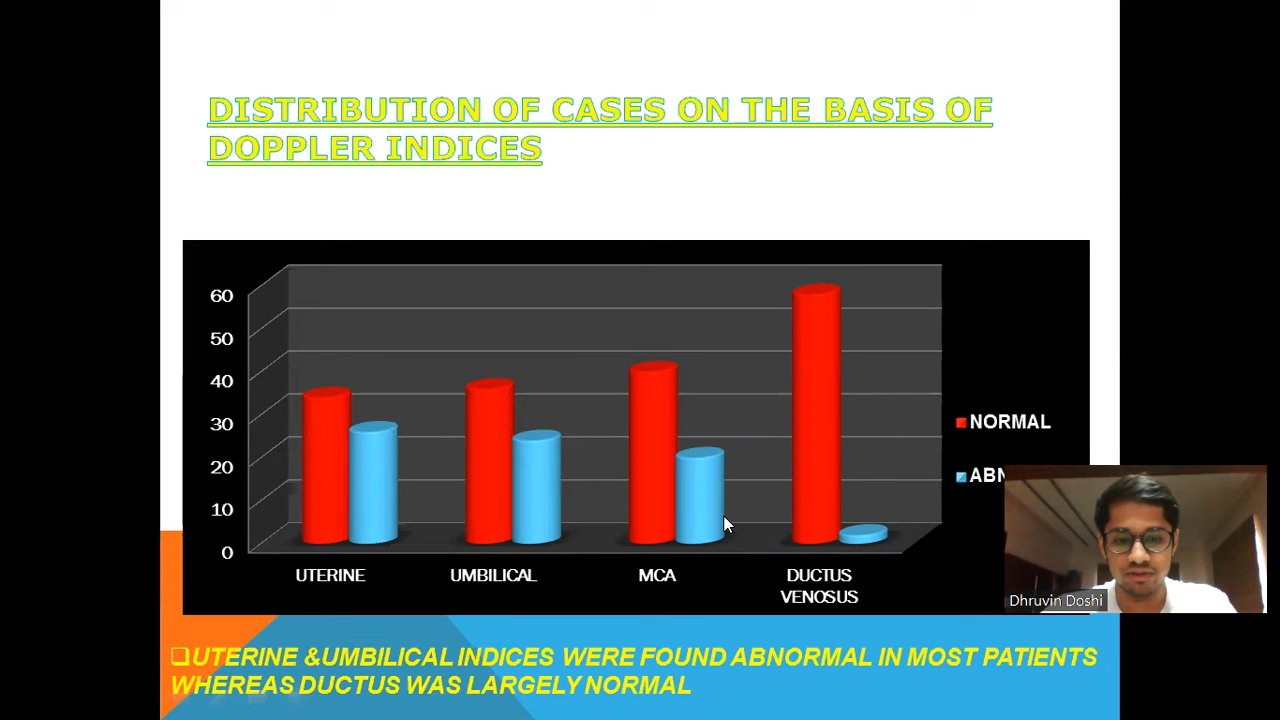 DISTRIBUTION OF CASES ON THE BASIS OF
DOPPLER INDICES
60
50
40
30
20
10
0
UTERINE
UMBILICAL
MCA
DUCTUS
VENOSUS
NORMAL
Dhruvin Doshi
❑UTERINE &UMBILICAL INDICES WERE FOUND ABNORMAL IN MOST PATIENTS
WHEREAS DUCTUS WAS LARGELY NORMAL